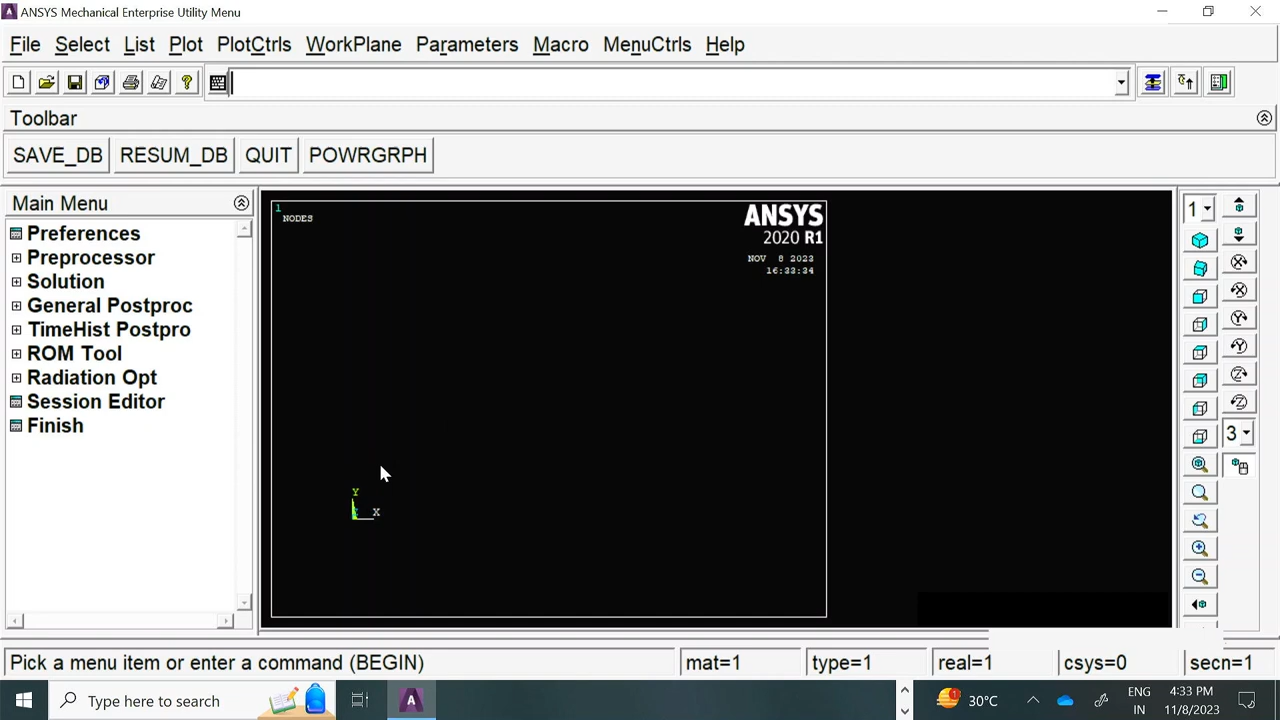 ANSYS Mechanical Enterprise Utility Menu
File Select List Plot PlotCtrls WorkPlane Parameters Macro MenuCtrls Help
Toolbar
SAVE_DB RESUM_DB QUIT POWRGRPH
Main Menu
Preferences
Preprocessor
Solution
General Postproc
TimeHist Postpro
ROM Tool
Radiation Opt
Session Editor
Finish
1
NODES
ANSYS
2020 R1
NOV 8 2023
16:33:34
Y
X
1
3
Pick a menu item or enter a command (BEGIN) mat=1 type=1 real=1 csys=0 secn=1
Type here to search
1
30°C
ENG
IN
4:33 PM
11/8/2023